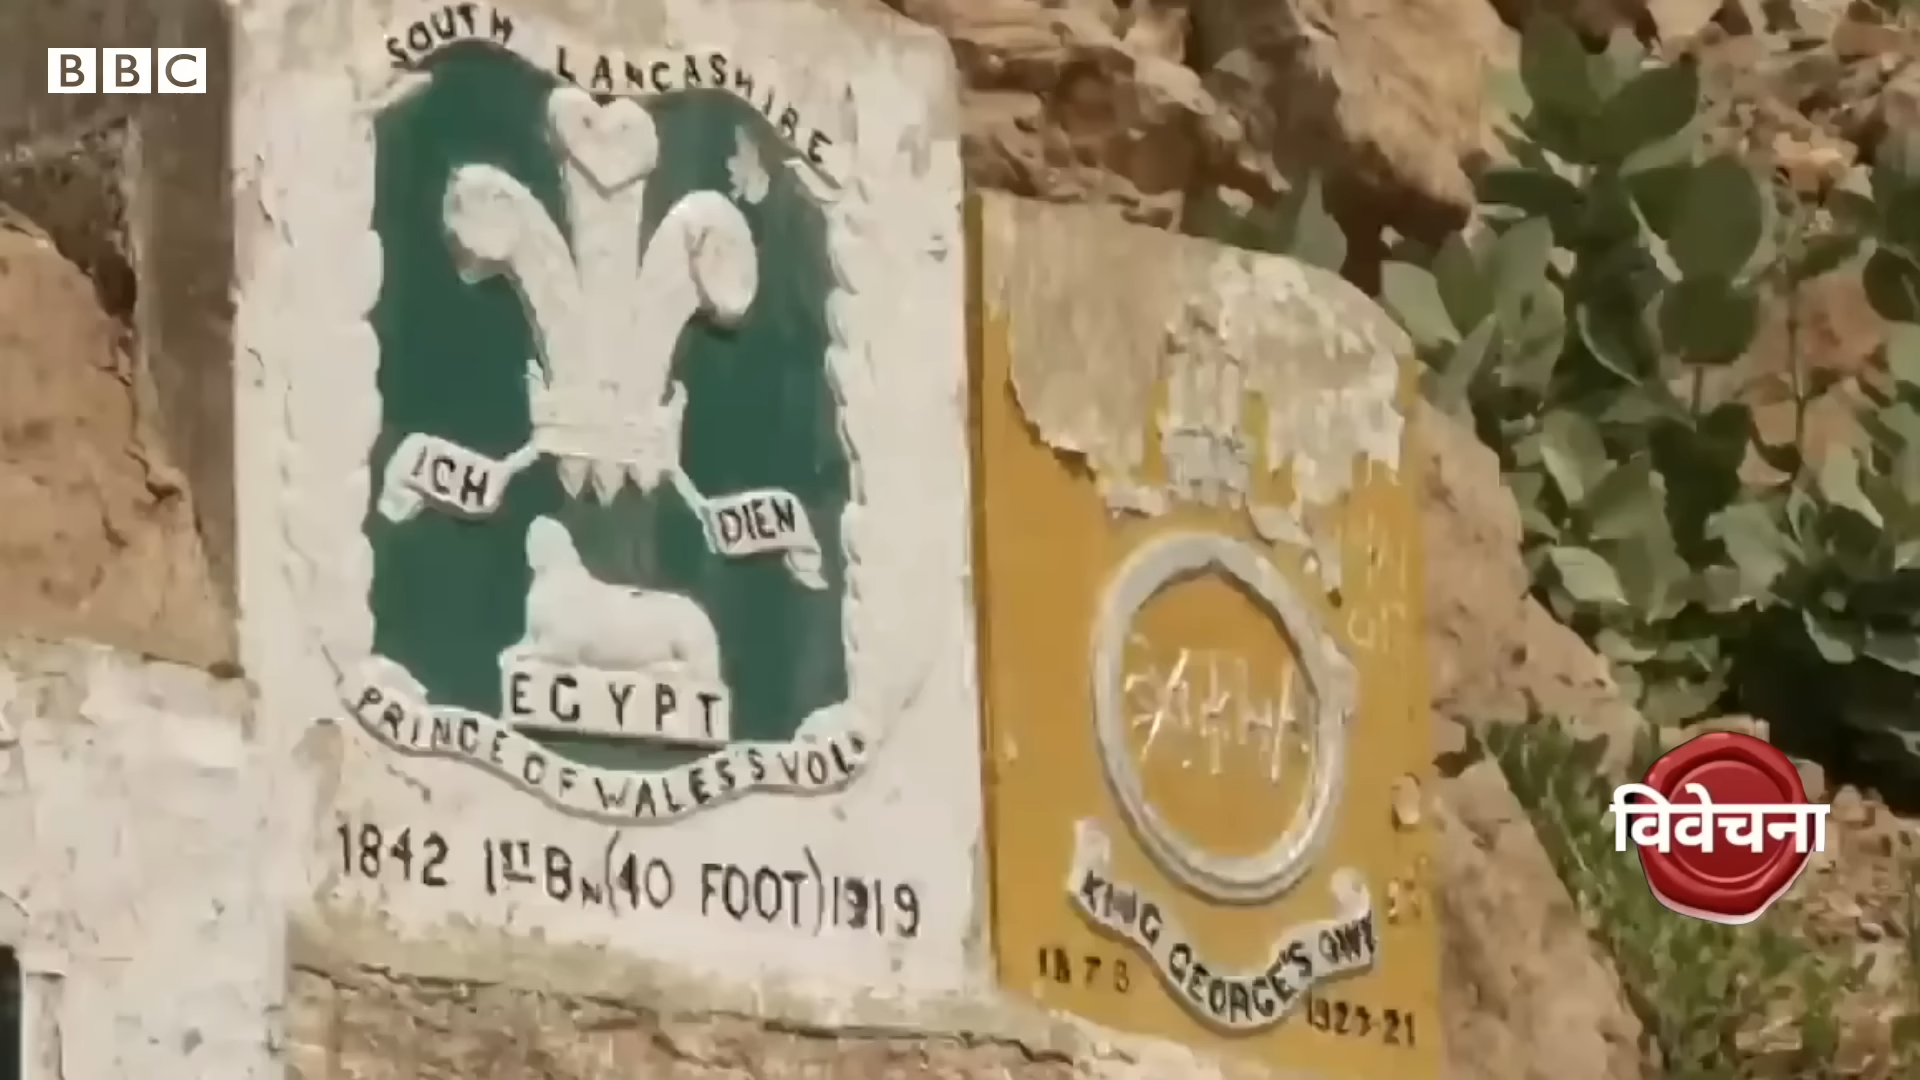 BBC
SOUTH LANCASHIRE
ICH DIEN
EGYPT
PRINCE OF WALES'S VOLS
1842 1ST BN (40 FOOT) 1919
KING GEORGE'S OWN
1878
विवेचना